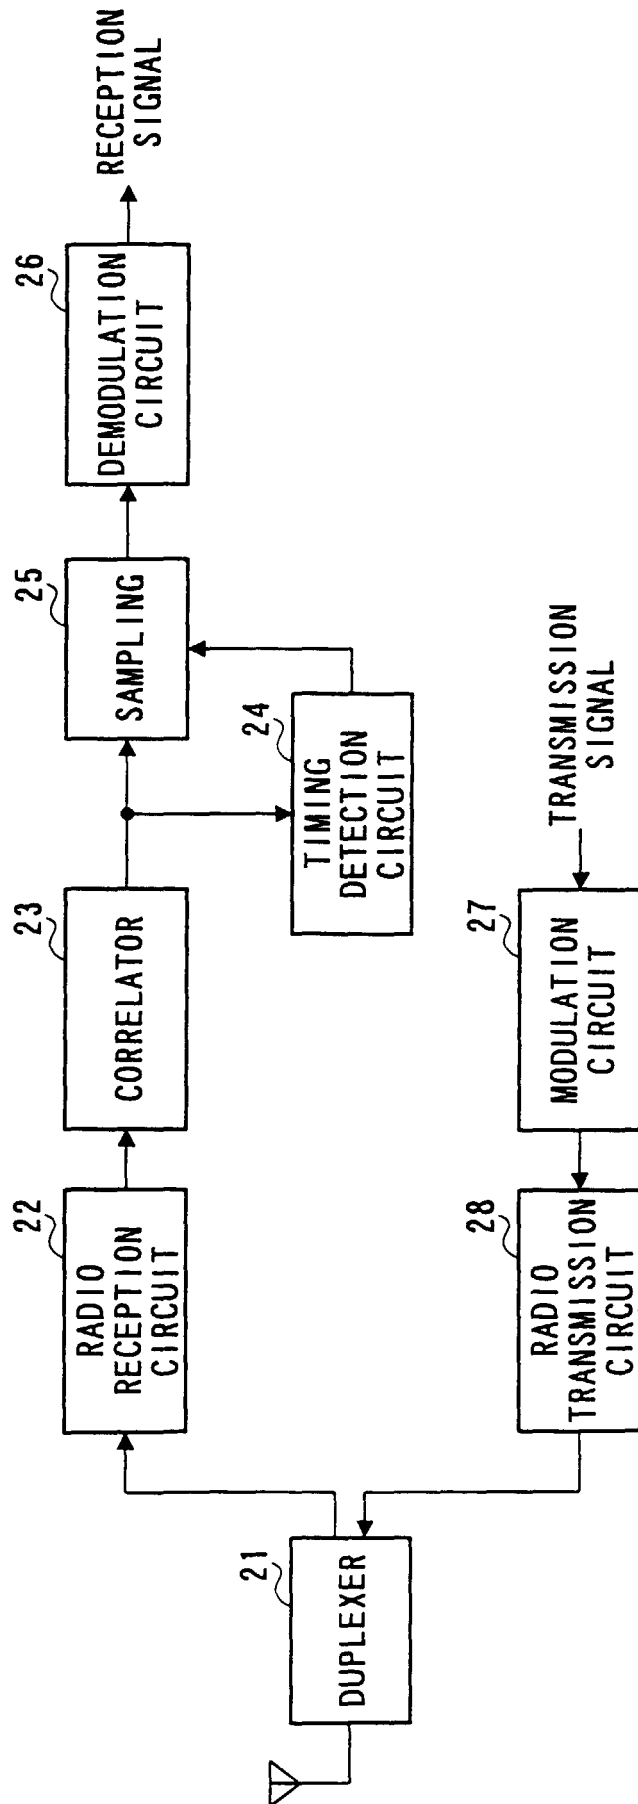 21
DUPLEXER
22
RADIO
RECEPTION
CIRCUIT
23
CORRELATOR
24
TIMING
DETECTION
CIRCUIT
25
SAMPLING
26
DEMODULATION
CIRCUIT
RECEPTION
SIGNAL
28
RADIO
TRANSMISSION
CIRCUIT
27
MODULATION
CIRCUIT
TRANSMISSION
SIGNAL